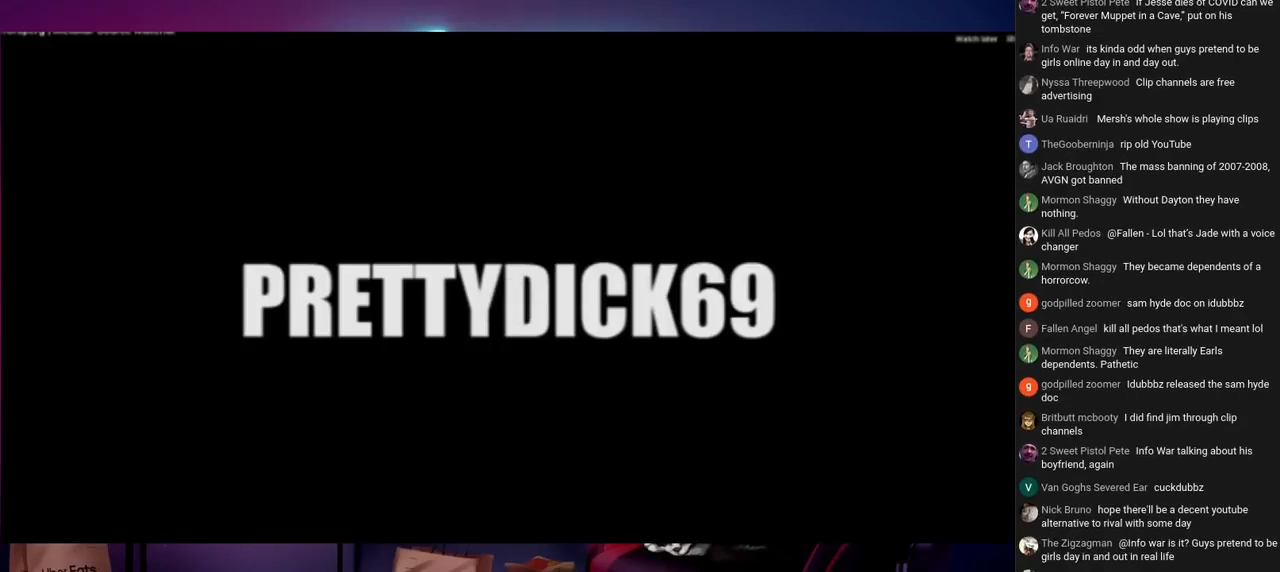 Watch later
PRETTYDICK69
Uber Eats
2 Sweet Pistol Pete If Jesse dies of COVID can we
get, "Forever Muppet in a Cave," put on his
tombstone
Info War its kinda odd when guys pretend to be
girls online day in and day out.
Nyssa Threepwood Clip channels are free
advertising
Ua Ruaidri Mersh's whole show is playing clips
T TheGooberninja rip old YouTube
Jack Broughton The mass banning of 2007-2008,
AVGN got banned
Mormon Shaggy Without Dayton they have
nothing.
Kill All Pedos @Fallen - Lol that's Jade with a voice
changer
Mormon Shaggy They became dependents of a
horrorcow.
g godpilled zoomer sam hyde doc on idubbbz
F Fallen Angel kill all pedos that's what I meant lol
Mormon Shaggy They are literally Earls
dependents. Pathetic
g godpilled zoomer Idubbbz released the sam hyde
doc
Britbutt mcbooty I did find jim through clip
channels
2 Sweet Pistol Pete Info War talking about his
boyfriend, again
V Van Goghs Severed Ear cuckdubbz
Nick Bruno hope there'll be a decent youtube
alternative to rival with some day
The Zigzagman @Info war is it? Guys pretend to be
girls day in and out in real life